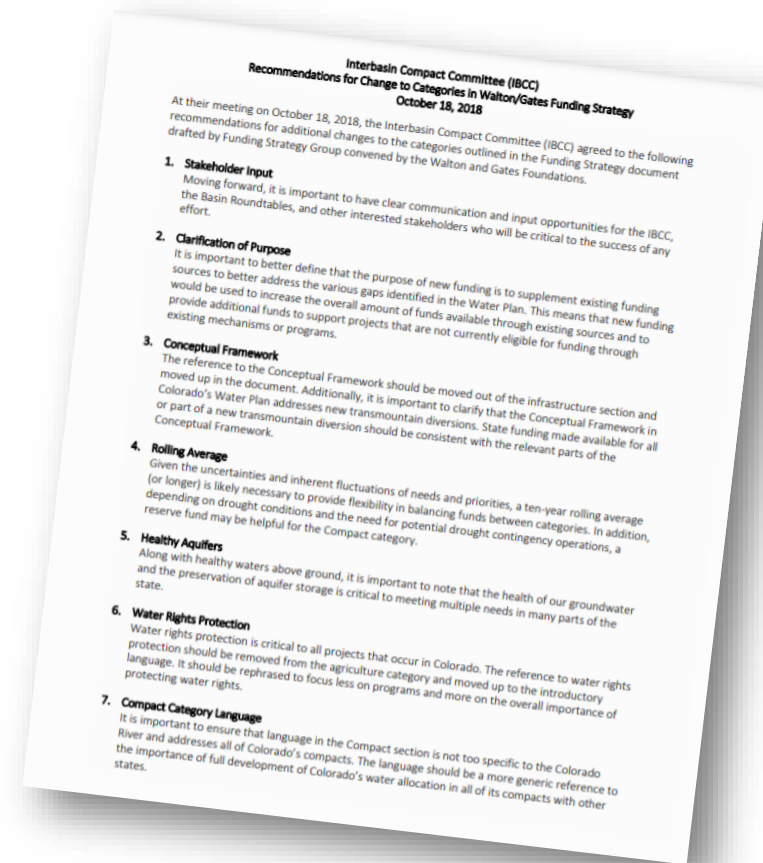 Interbasin Compact Committee (IBCC)
Recommendations for Change to Categories in Walton/Gates Funding Strategy
October 18, 2018
At their meeting on October 18, 2018, the Interbasin Compact Committee (IBCC) agreed to the following
recommendations for additional changes to the categories outlined in the Funding Strategy document
drafted by Funding Strategy Group convened by the Walton and Gates Foundations.
1. Stakeholder Input
Moving forward, it is important to have clear communication and input opportunities for the IBCC,
the Basin Roundtables, and other interested stakeholders who will be critical to the success of any
effort.
2. Clarification of Purpose
It is important to better define that the purpose of new funding is to supplement existing funding
sources to better address the various gaps identified in the Water Plan. This means that new funding
would be used to increase the overall amount of funds available through existing sources and to
provide additional funds to support projects that are not currently eligible for funding through
existing mechanisms or programs.
3. Conceptual Framework
The reference to the Conceptual Framework should be moved out of the infrastructure section and
moved up in the document. Additionally, it is important to clarify that the Conceptual Framework in
Colorado's Water Plan addresses new transmountain diversions. State funding made available for all
or part of a new transmountain diversion should be consistent with the relevant parts of the
Conceptual Framework.
4. Rolling Average
Given the uncertainties and inherent fluctuations of needs and priorities, a ten-year rolling average
(or longer) is likely necessary to provide flexibility in balancing funds between categories. In addition,
depending on drought conditions and the need for potential drought contingency operations, a
reserve fund may be helpful for the Compact category.
5. Healthy Aquifers
Along with healthy waters above ground, it is important to note that the health of our groundwater
and the preservation of aquifer storage is critical to meeting multiple needs in many parts of the
state.
6. Water Rights Protection
Water rights protection is critical to all projects that occur in Colorado. The reference to water rights
protection should be removed from the agriculture category and moved up to the introductory
language. It should be rephrased to focus less on programs and more on the overall importance of
protecting water rights.
7. Compact Category Language
It is important to ensure that language in the Compact section is not too specific to the Colorado
River and addresses all of Colorado's compacts. The language should be a more generic reference to
the importance of full development of Colorado's water allocation in all of its compacts with other
states.